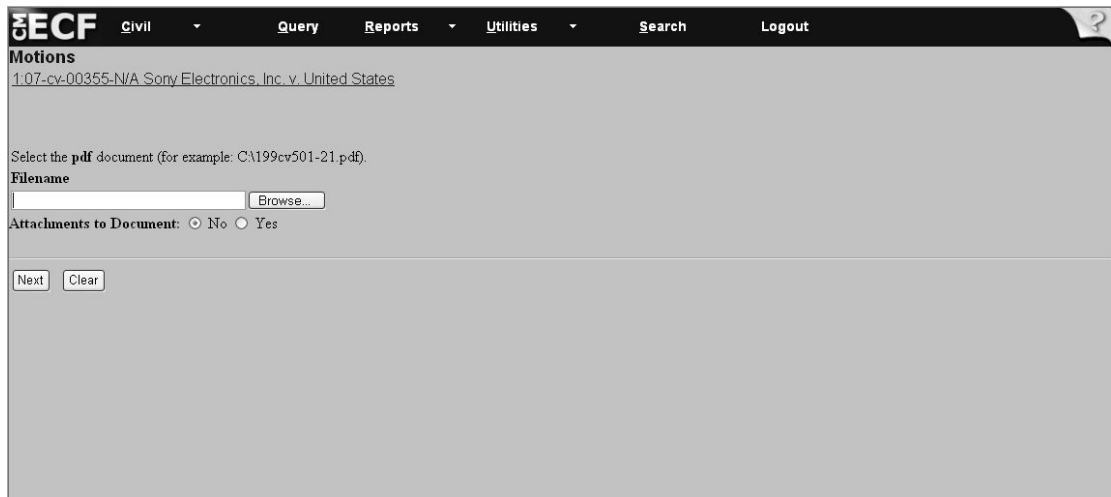 CM ECF Civil Query Reports Utilities Search Logout ?
Motions
1:07-cv-00355-N/A Sony Electronics, Inc. v. United States
Select the pdf document (for example: C:\199cv501-21.pdf).
Filename
Browse...
Attachments to Document: No Yes
Next Clear